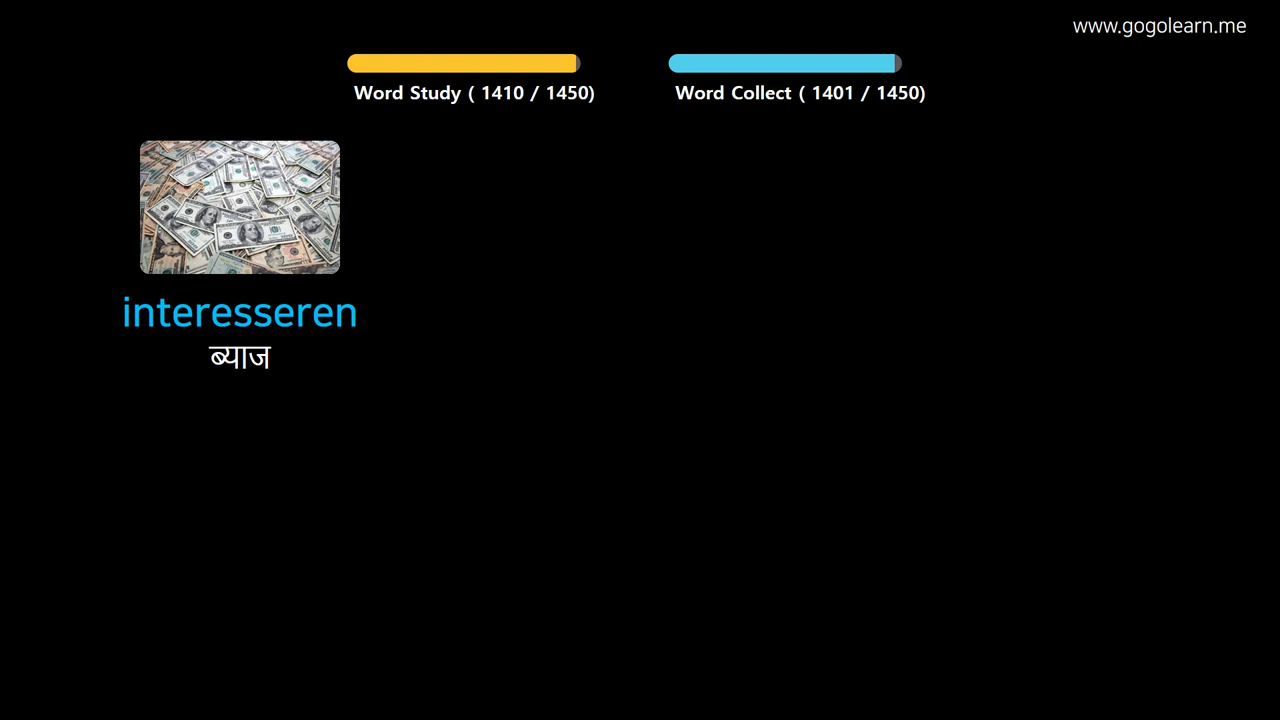 www.gogolearn.me
Word Study ( 1410 / 1450)
Word Collect ( 1401 / 1450)
interesseren
ब्याज